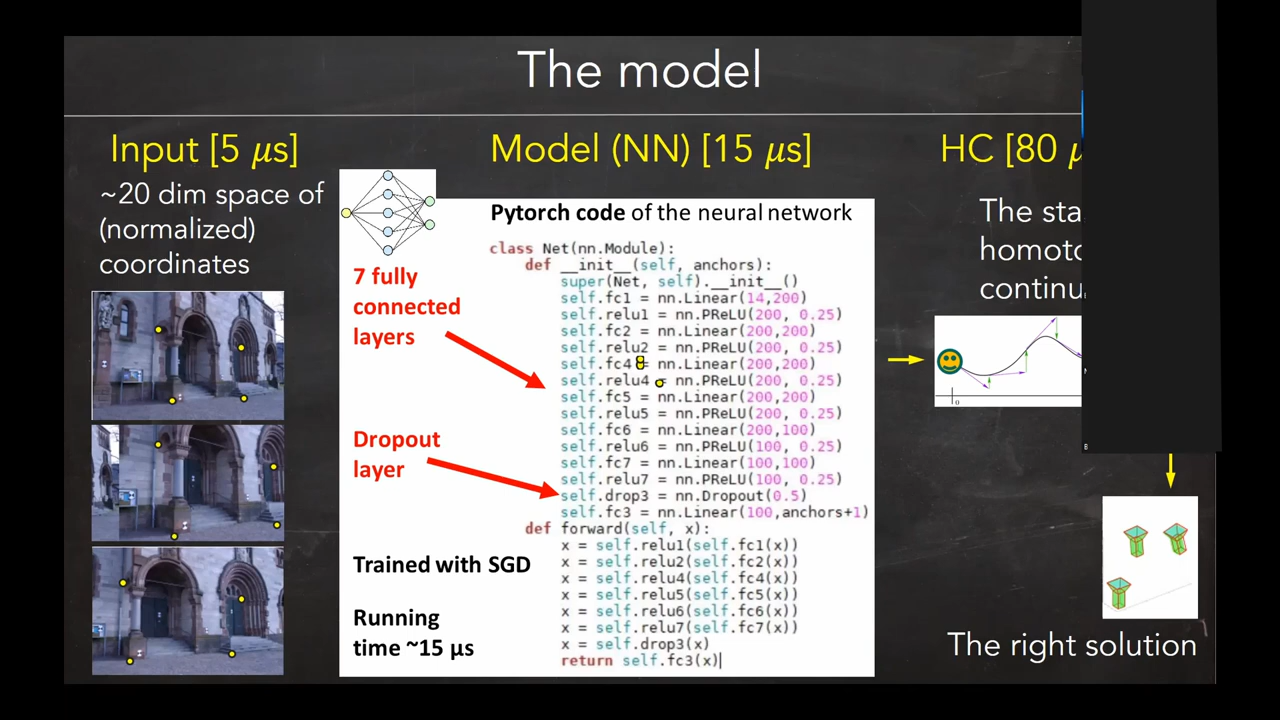 The model
Input [5 μs]
~20 dim space of
(normalized)
coordinates
Model (NN) [15 μs]
Pytorch code of the neural network
7 fully
connected
layers
Dropout
layer
Trained with SGD
Running
time ~15 μs
class Net(nn.Module):
def __init__(self, anchors):
super(Net, self).__init__()
self.fc1 = nn.Linear(14,200)
self.relu1 = nn.PReLU(200, 0.25)
self.fc2 = nn.Linear(200,200)
self.relu2 = nn.PReLU(200, 0.25)
self.fc4 = nn.Linear(200,200)
self.relu4 = nn.PReLU(200, 0.25)
self.fc5 = nn.Linear(200,200)
self.relu5 = nn.PReLU(200, 0.25)
self.fc6 = nn.Linear(200,100)
self.relu6 = nn.PReLU(100, 0.25)
self.fc7 = nn.Linear(100,100)
self.relu7 = nn.PReLU(100, 0.25)
self.drop3 = nn.Dropout(0.5)
self.fc3 = nn.Linear(100,anchors+1)
def forward(self, x):
x = self.relu1(self.fc1(x))
x = self.relu2(self.fc2(x))
x = self.relu4(self.fc4(x))
x = self.relu5(self.fc5(x))
x = self.relu6(self.fc6(x))
x = self.relu7(self.fc7(x))
x = self.drop3(x)
return self.fc3(x)
HC [80
The
The right solution